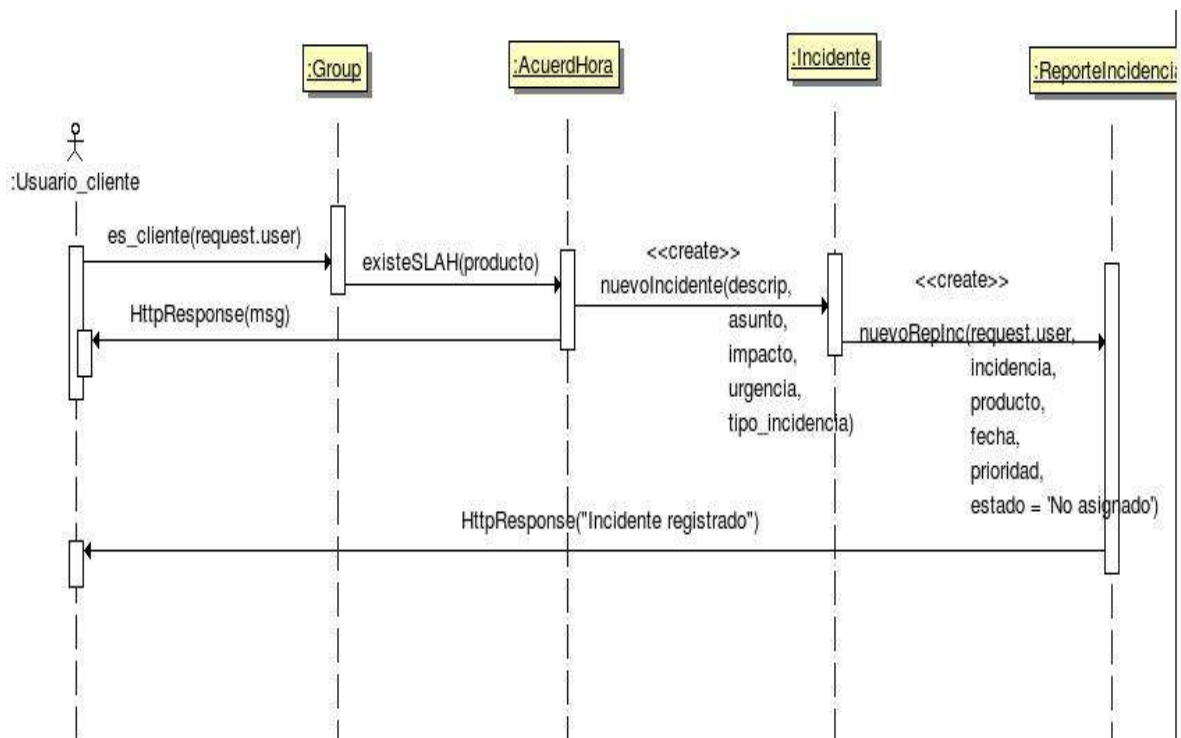 :Group
:AcuerdHora
:Incidente
:ReporteIncidencia
:Usuario_cliente
es_cliente(request.user)
existeSLAH(producto)
<<create>>
nuevoIncidente(descrip,
asunto,
impacto,
urgencia,
tipo_incidencia)
<<create>>
nuevoRepInc(request.user,
incidencia,
producto,
fecha,
prioridad,
estado = 'No asignado')
HttpResponse(msg)
HttpResponse("Incidente registrado")